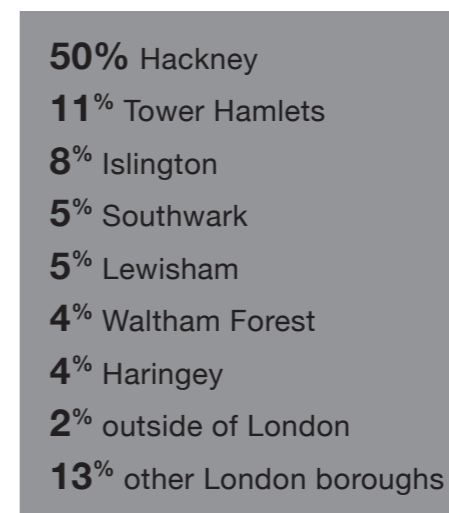 50% Hackney
11% Tower Hamlets
8% Islington
5% Southwark
5% Lewisham
4% Waltham Forest
4% Haringey
2% outside of London
13% other London boroughs